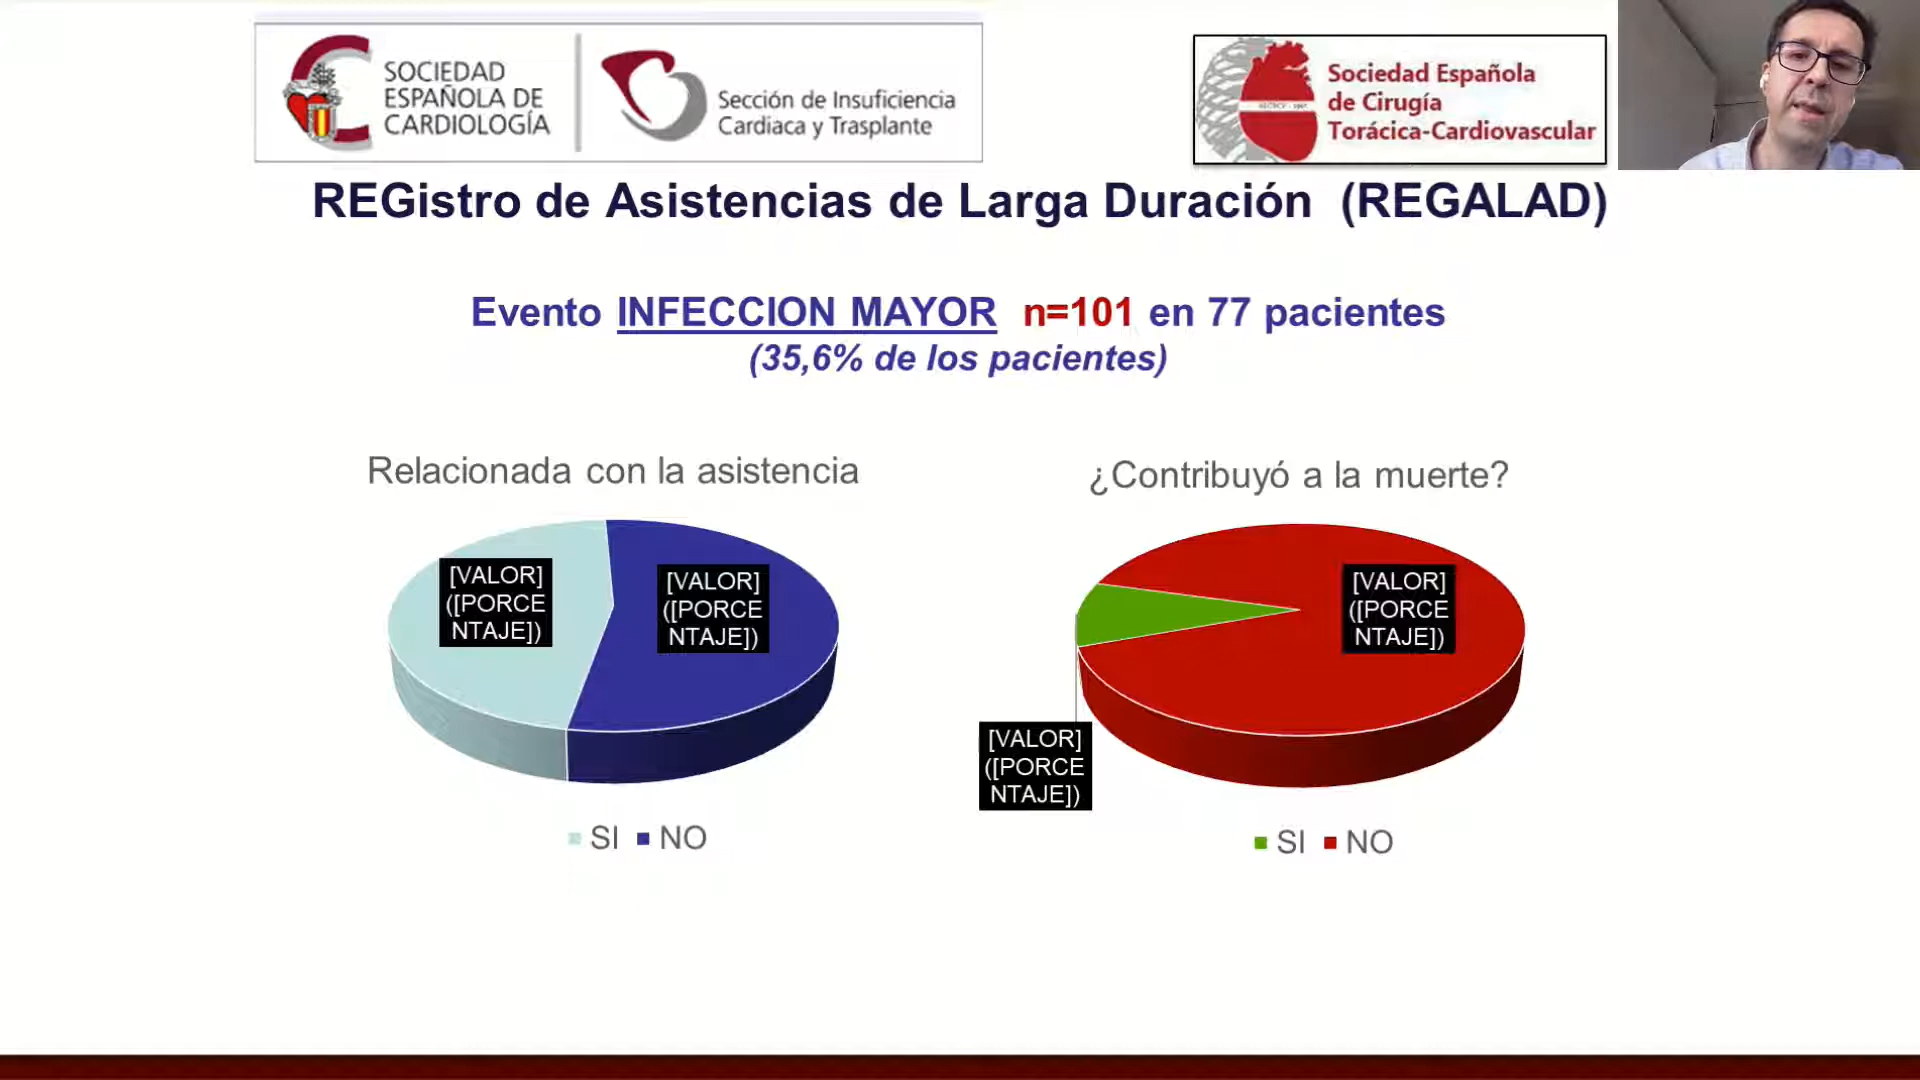 SOCIEDAD
ESPAÑOLA DE
CARDIOLOGÍA
Sección de Insuficiencia
Cardiaca y Trasplante
Sociedad Española
de Cirugía
Torácica-Cardiovascular
REGistro de Asistencias de Larga Duración (REGALAD)
Evento INFECCION MAYOR n=101 en 77 pacientes
(35,6% de los pacientes)
Relacionada con la asistencia
[VALOR]
([PORCE
NTAJE])
[VALOR]
([PORCE
NTAJE])
SI NO
¿Contribuyó a la muerte?
[VALOR]
([PORCE
NTAJE])
[VALOR]
([PORCE
NTAJE])
SI NO